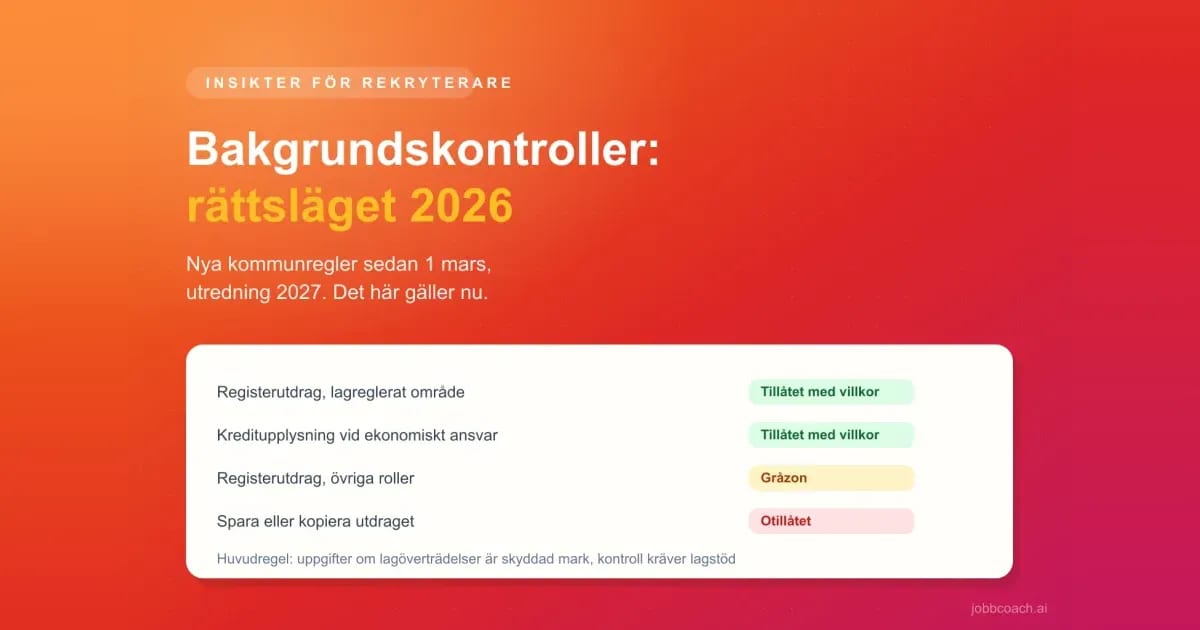 INSIKTER FÖR REKRYTERARE
Bakgrundskontroller:
rättsläget 2026
Nya kommunregler sedan 1 mars,
utredning 2027. Det här gäller nu.
Registerutdrag, lagreglerat område Tillåtet med villkor
Kreditupplysning vid ekonomiskt ansvar Tillåtet med villkor
Registerutdrag, övriga roller Gråzon
Spara eller kopiera utdraget Otillåtet
Huvudregel: uppgifter om lagöverträdelser är skyddad mark, kontroll kräver lagstöd
jobbcoach.ai